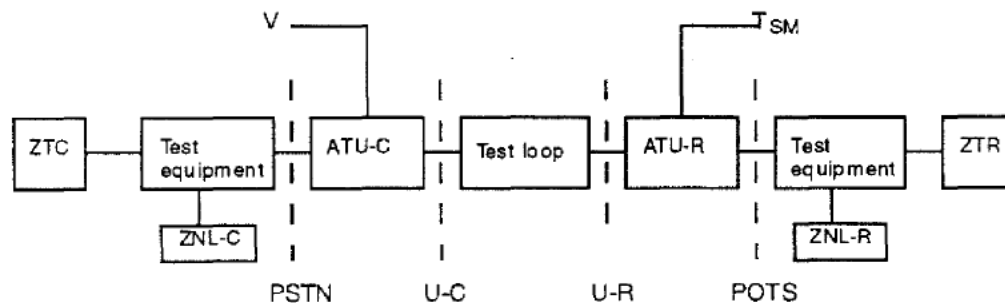 V
TSM
ZTC
Test
equipment
ATU-C
Test loop
ATU-R
Test
equipment
ZTR
ZNL-C
ZNL-R
PSTN
U-C
U-R
POTS